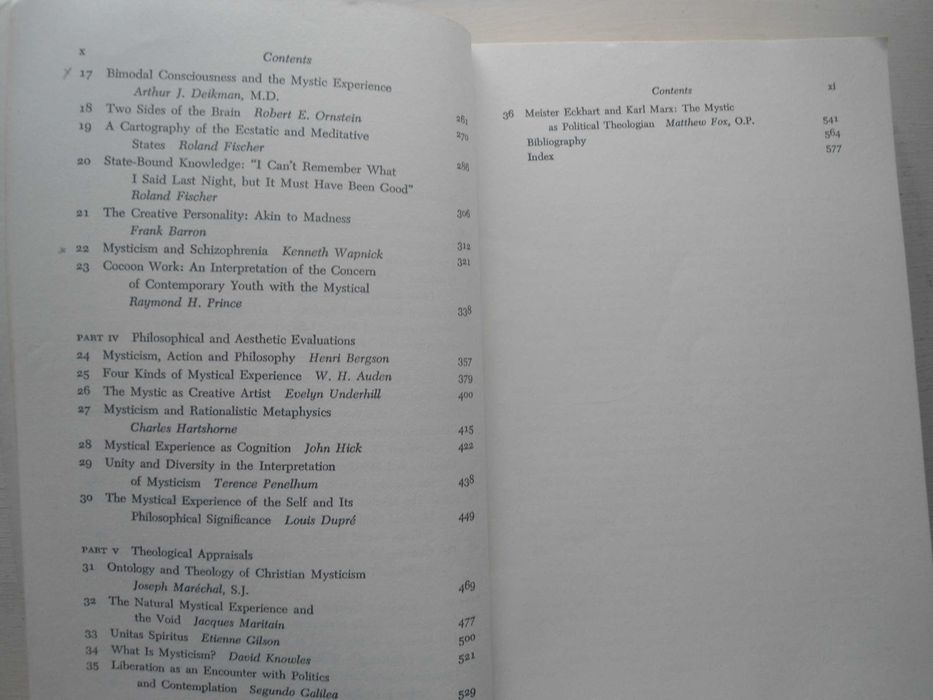 x
Contents
17 Bimodal Consciousness and the Mystic Experience
Arthur J. Deikman, M.D. 261
18 Two Sides of the Brain Robert E. Ornstein 270
19 A Cartography of the Ecstatic and Meditative
States Roland Fischer 286
20 State-Bound Knowledge: "I Can't Remember What
I Said Last Night, but It Must Have Been Good"
Roland Fischer 306
21 The Creative Personality: Akin to Madness
Frank Barron 312
22 Mysticism and Schizophrenia Kenneth Wapnick 321
23 Cocoon Work: An Interpretation of the Concern
of Contemporary Youth with the Mystical
Raymond H. Prince 338
PART IV Philosophical and Aesthetic Evaluations
24 Mysticism, Action and Philosophy Henri Bergson 357
25 Four Kinds of Mystical Experience W. H. Auden 379
26 The Mystic as Creative Artist Evelyn Underhill 400
27 Mysticism and Rationalistic Metaphysics
Charles Hartshorne 415
28 Mystical Experience as Cognition John Hick 422
29 Unity and Diversity in the Interpretation
of Mysticism Terence Penelhum 438
30 The Mystical Experience of the Self and Its
Philosophical Significance Louis Dupré 449
PART V Theological Appraisals
31 Ontology and Theology of Christian Mysticism
Joseph Maréchal, S.J. 469
32 The Natural Mystical Experience and
the Void Jacques Maritain 477
33 Unitas Spiritus Etienne Gilson 500
34 What Is Mysticism? David Knowles 521
35 Liberation as an Encounter with Politics
and Contemplation Segundo Galilea 529
Contents
xi
36 Meister Eckhart and Karl Marx: The Mystic
as Political Theologian Matthew Fox, O.P. 541
Bibliography 564
Index 577